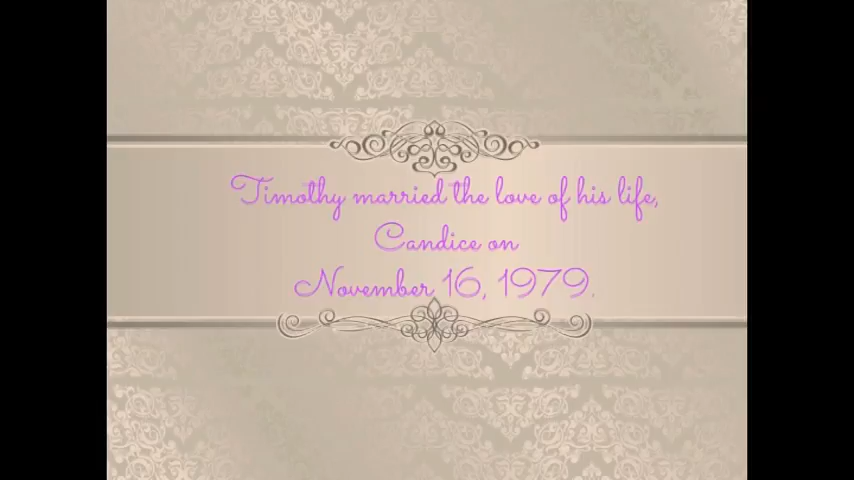 Timothy married the love of his life,
Candice on
November 16, 1979.